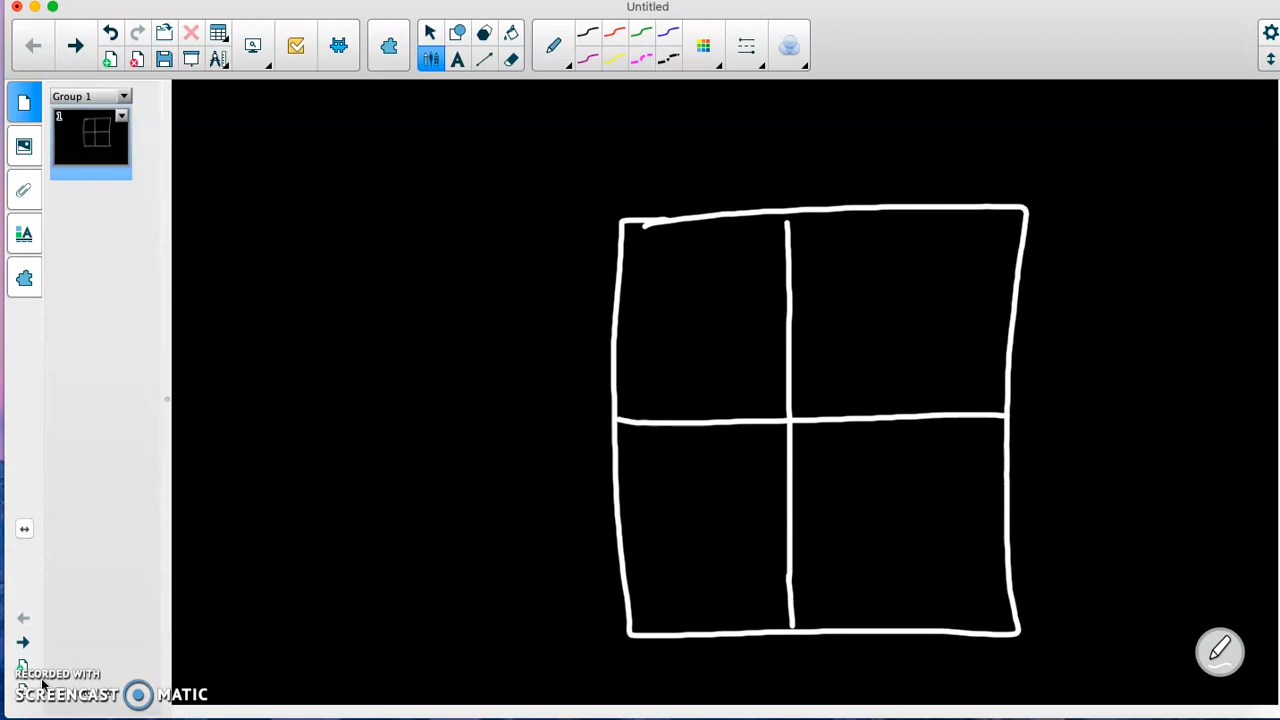 Untitled
A
Group 1
1
RECORDED WITH
SCREENCAST MATIC